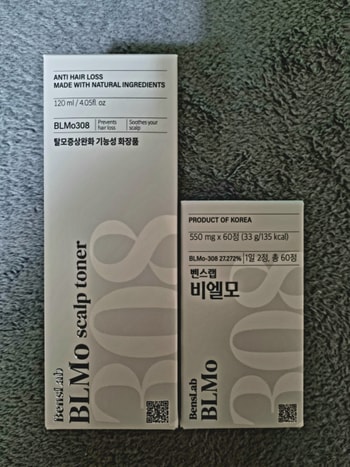 ANTI HAIR LOSS
MADE WITH NATURAL INGREDIENTS
120 ml / 4.05fl. oz
BLMo308
Prevents
hair loss
Soothes your
scalp
탈모증상완화 기능성 화장품
308
BensLab
BLMo scalp toner
PRODUCT OF KOREA
550 mg x 60정 (33 g/135 kcal)
BLMo-308 27.272%
1일 2정, 총 60정
벤스랩
비엘모
308
BensLab
BLMo